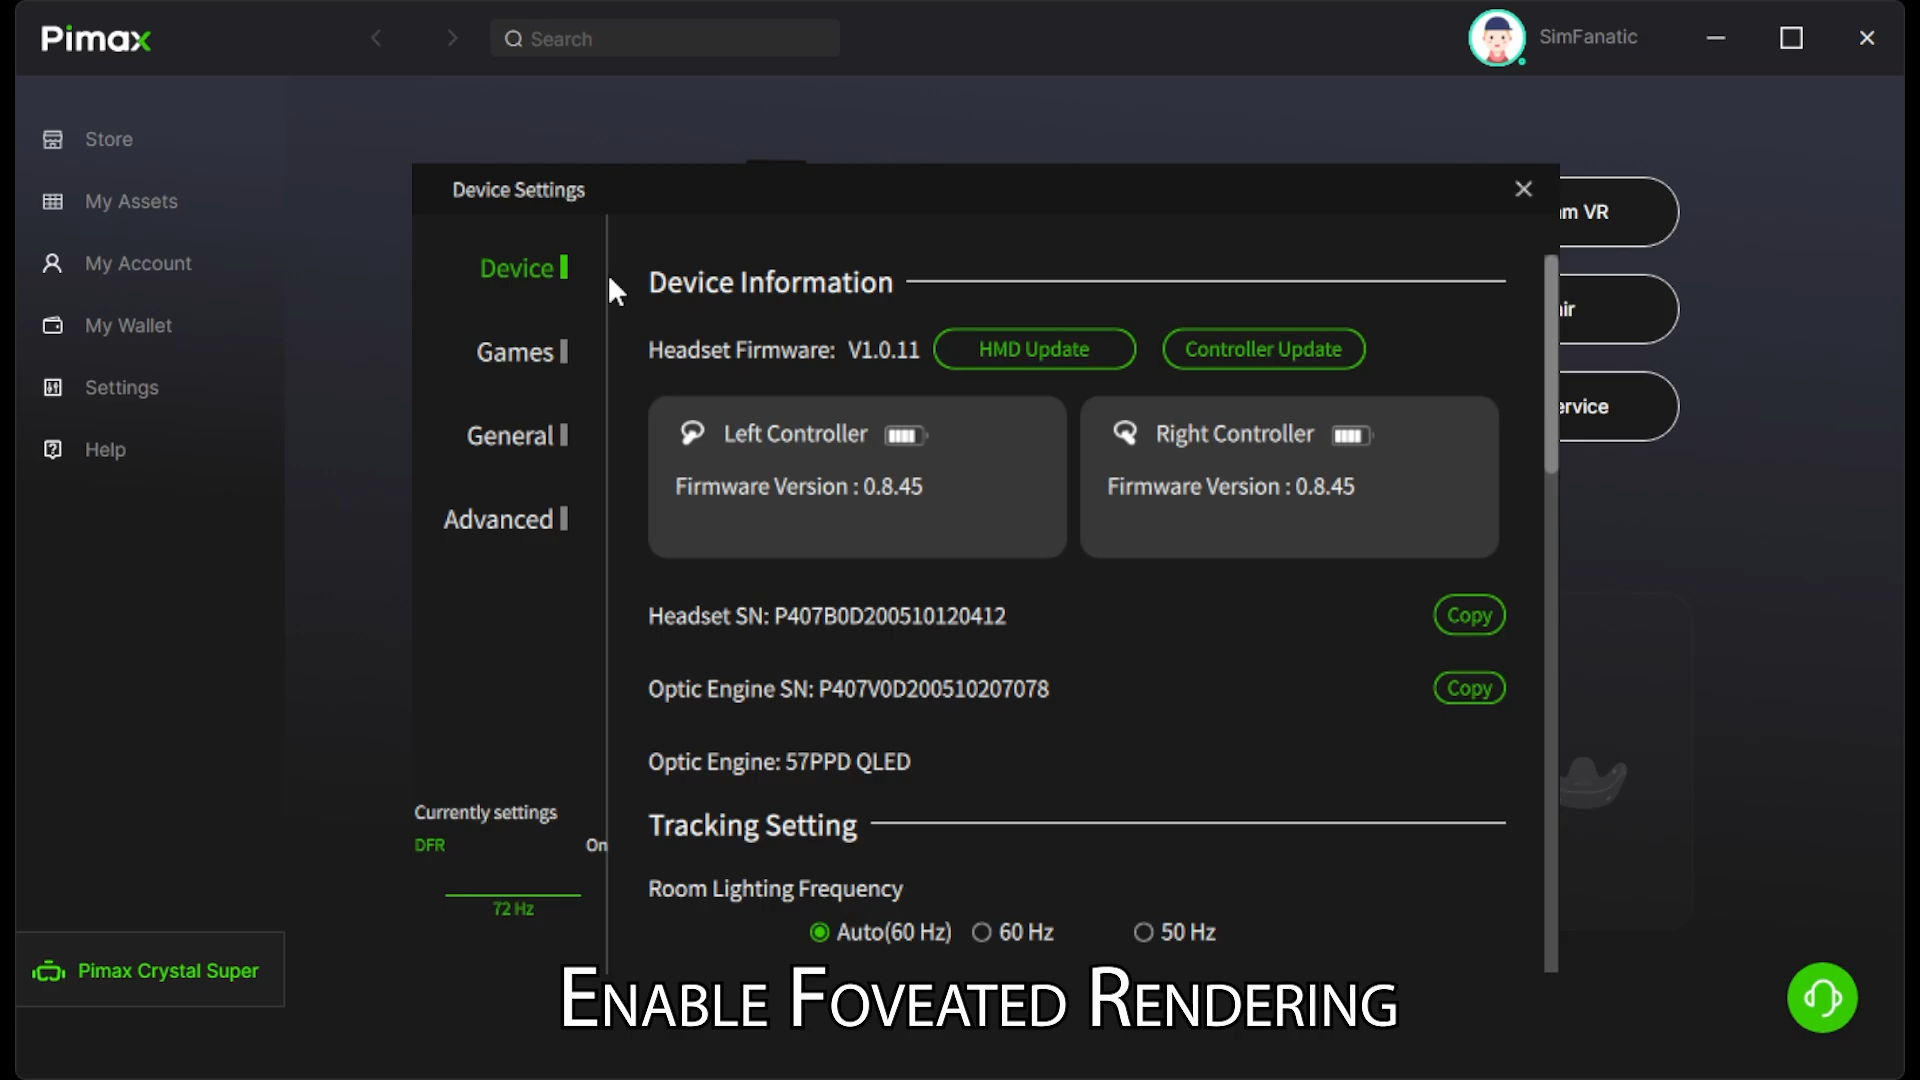 Pimax
Search
SimFanatic
Store
My Assets
My Account
My Wallet
Settings
Help
Pimax Crystal Super
Device Settings
Device
Games
General
Advanced
Currently settings
DFR On
72 Hz
Device Information
Headset Firmware: V1.0.11 HMD Update Controller Update
Left Controller
Firmware Version : 0.8.45
Right Controller
Firmware Version : 0.8.45
Headset SN: P407B0D200510120412 Copy
Optic Engine SN: P407V0D200510207078 Copy
Optic Engine: 57PPD QLED
Tracking Setting
Room Lighting Frequency
Auto(60 Hz) 60 Hz 50 Hz
VR
ENABLE FOVEATED RENDERING